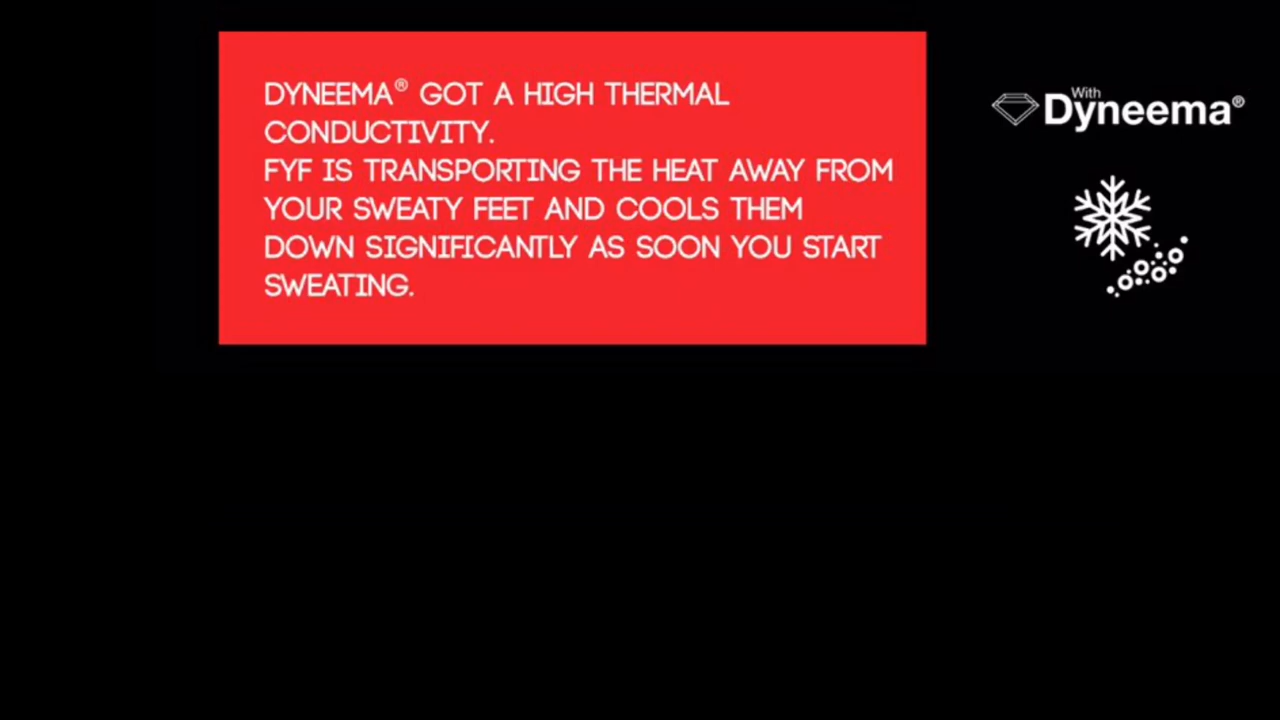 DYNEEMA® GOT A HIGH THERMAL
CONDUCTIVITY.
FYF IS TRANSPORTING THE HEAT AWAY FROM
YOUR SWEATY FEET AND COOLS THEM
DOWN SIGNIFICANTLY AS SOON YOU START
SWEATING.
With
Dyneema®